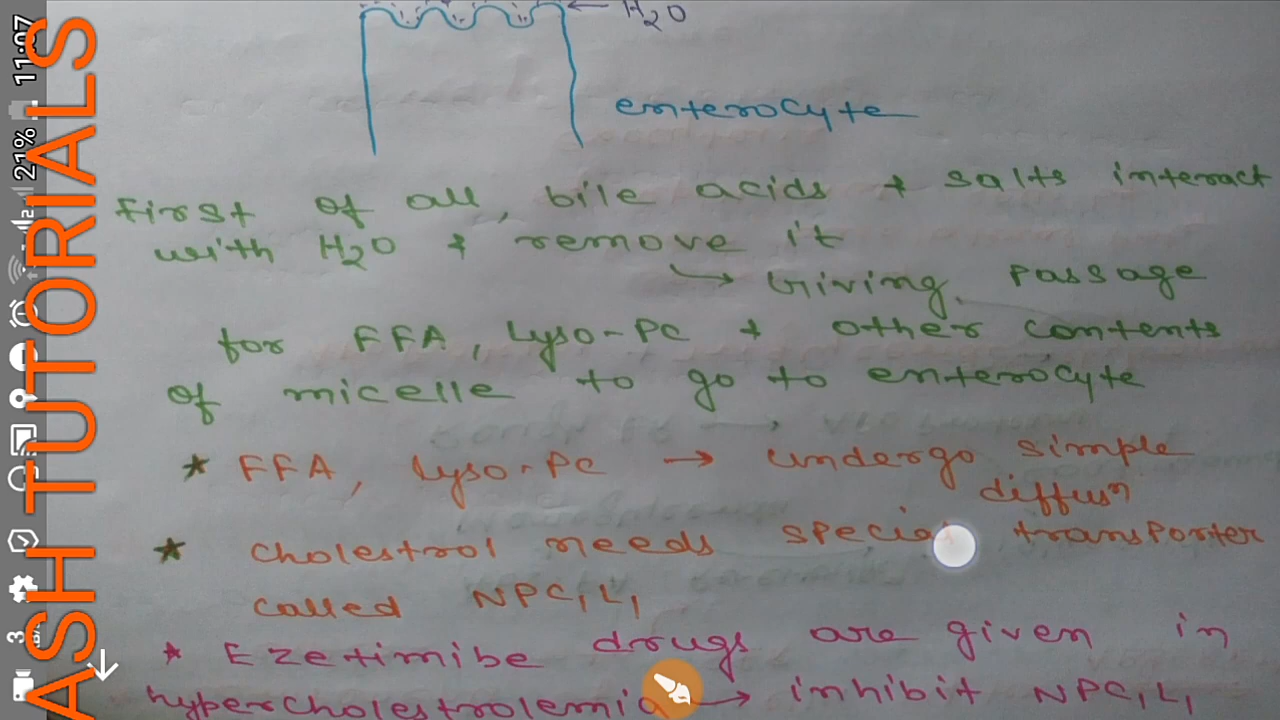 H2O
enterocyte
First of all, bile acids + salts interact
with H2O + remove it
→ Giving passage
for FFA, Lyso-PC + other contents
of micelle to go to enterocyte
* FFA, Lyso-PC → undergo simple
diffusn
* cholestrol needs special transporter
called NPC1L1
* Ezetimibe drugs are given in
hypercholestrolemia → inhibit NPC1L1
ASH TUTORIALS
11:07
21%